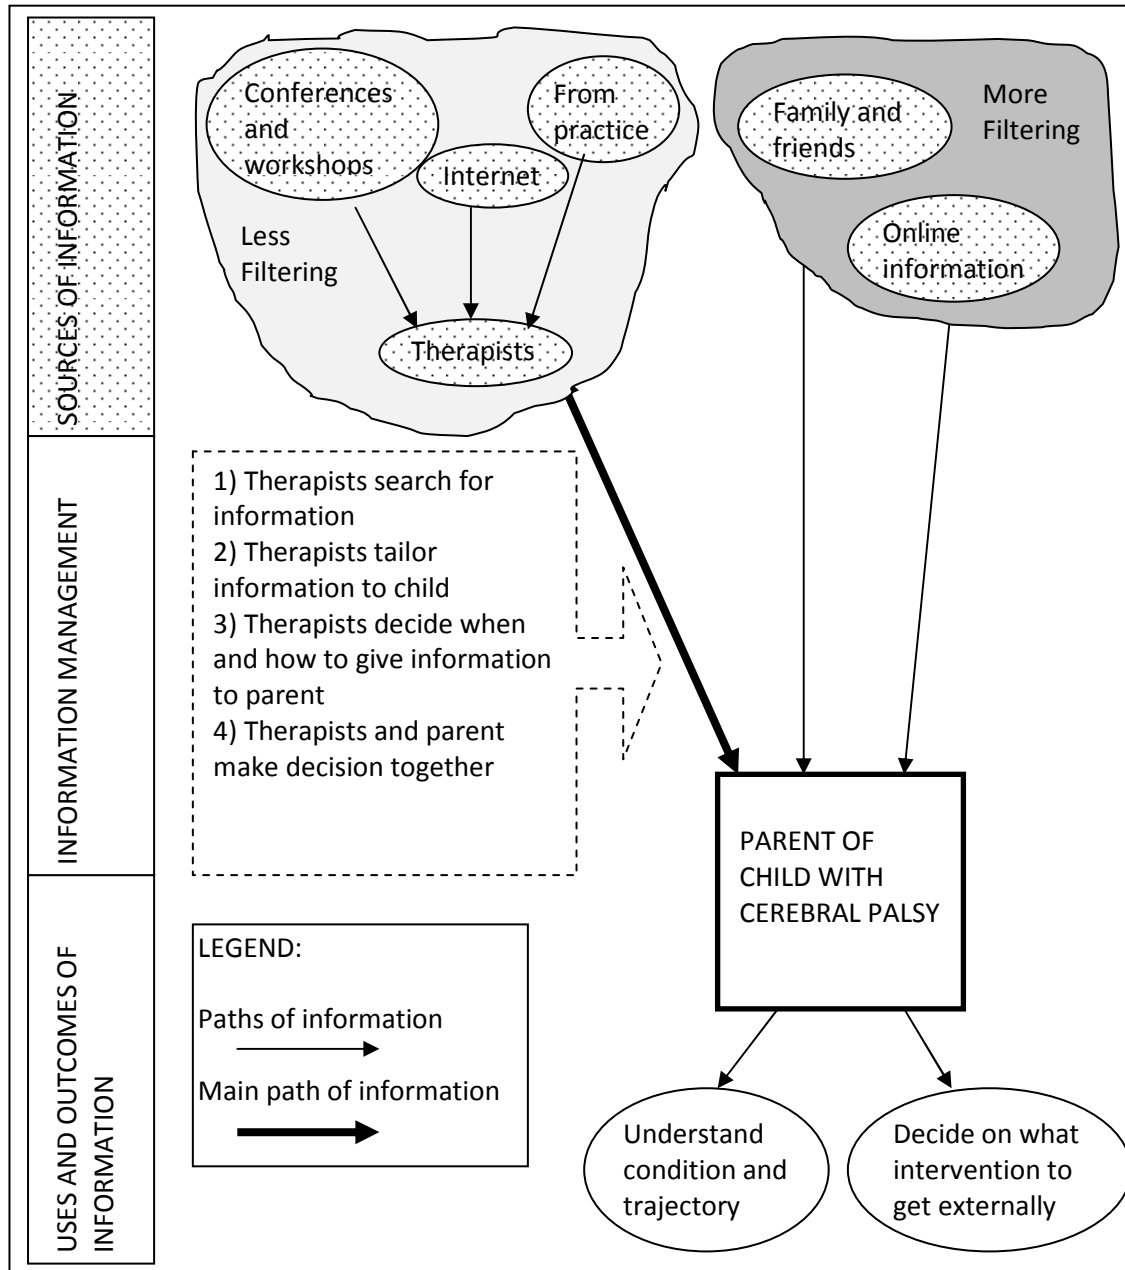 SOURCES OF INFORMATION
Conferences
and
workshops
From
practice
Internet
Less
Filtering
Therapists
Family and
friends
More
Filtering
Online
information
INFORMATION MANAGEMENT
1) Therapists search for
information
2) Therapists tailor
information to child
3) Therapists decide when
and how to give information
to parent
4) Therapists and parent
make decision together
PARENT OF
CHILD WITH
CEREBRAL PALSY
USES AND OUTCOMES OF
INFORMATION
LEGEND:
Paths of information
Main path of information
Understand
condition and
trajectory
Decide on what
intervention to
get externally